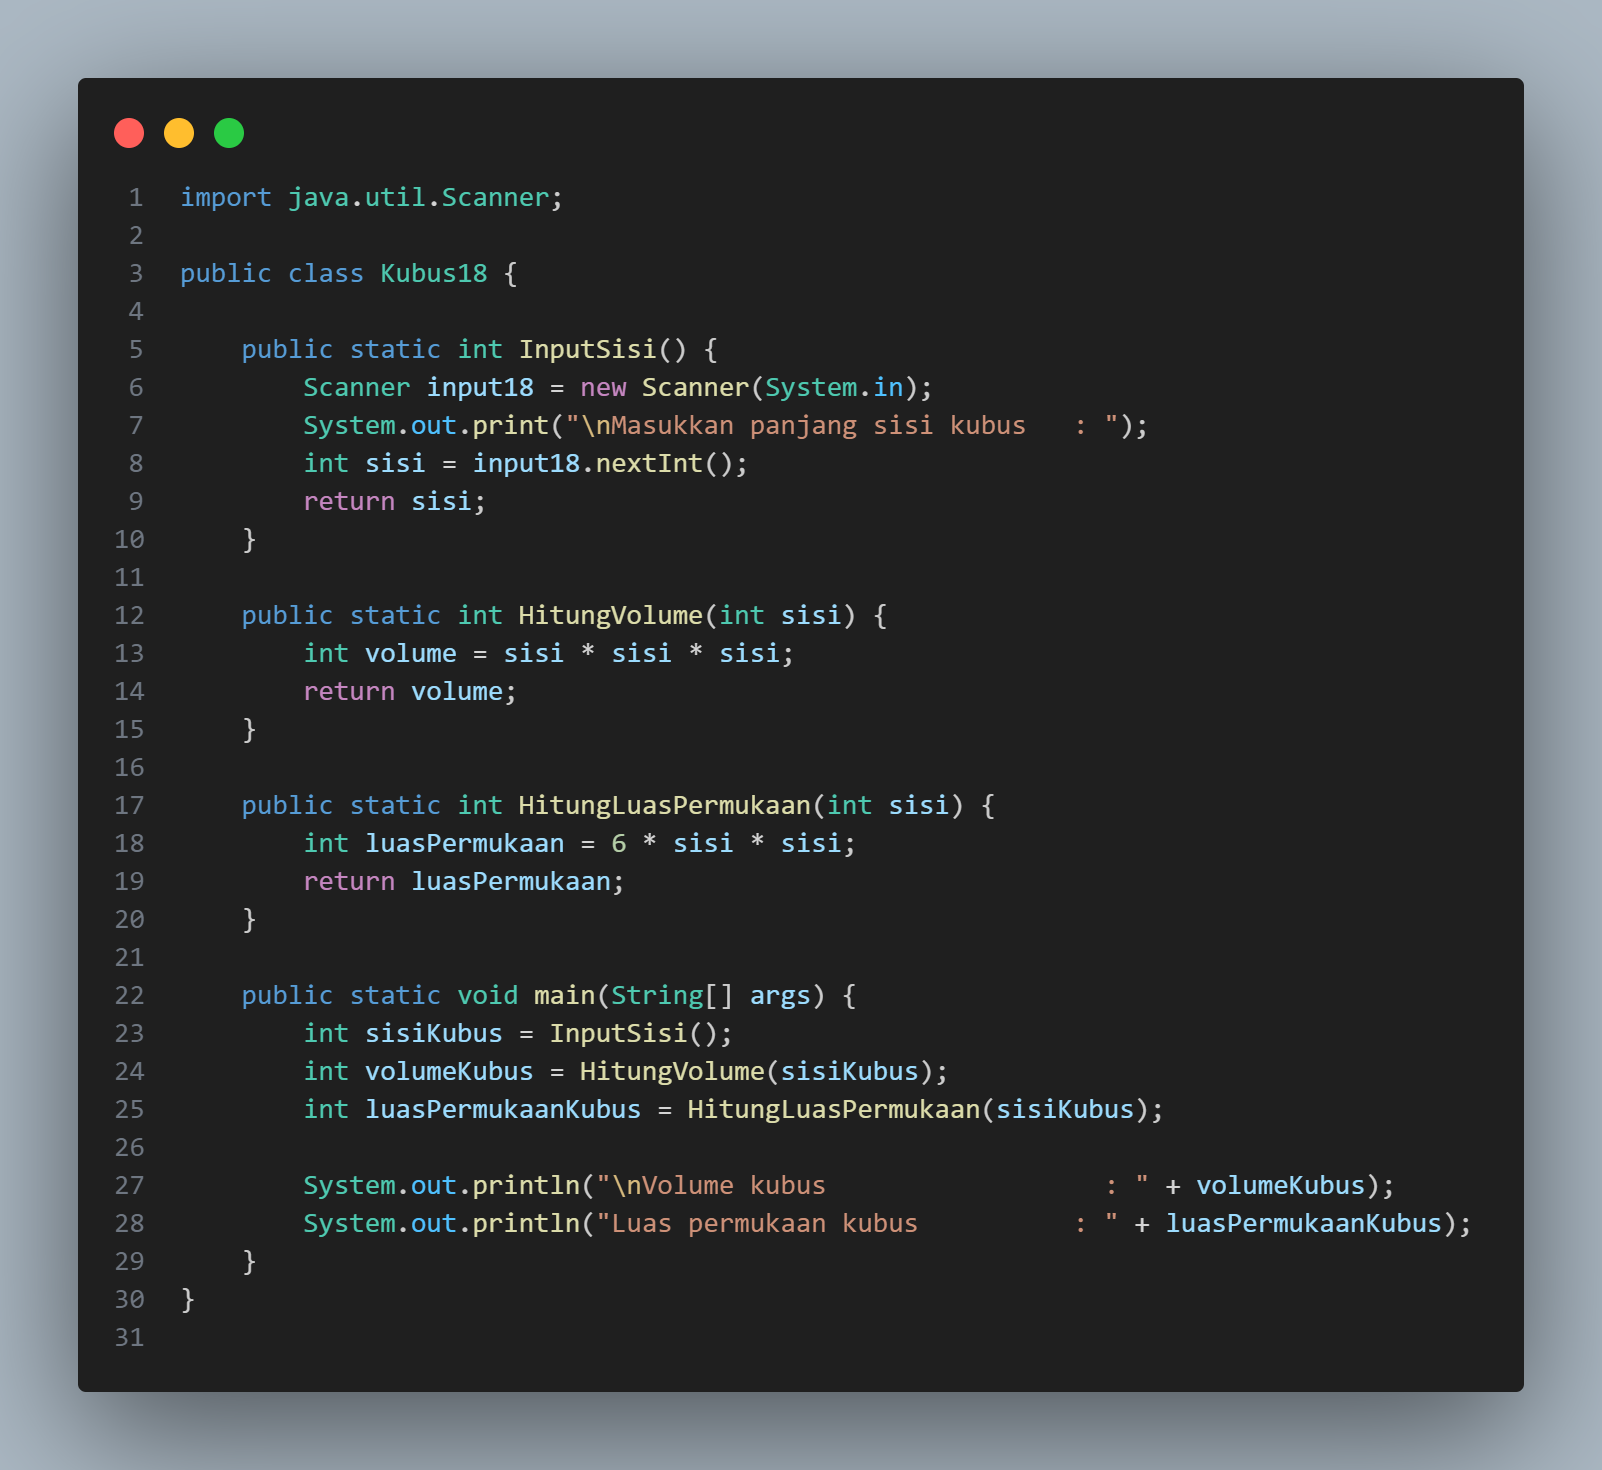 1 import java.util.Scanner;
2
3 public class Kubus18 {
4
5     public static int InputSisi() {
6         Scanner input18 = new Scanner(System.in);
7         System.out.print("\nMasukkan panjang sisi kubus   : ");
8         int sisi = input18.nextInt();
9         return sisi;
10     }
11
12     public static int HitungVolume(int sisi) {
13         int volume = sisi * sisi * sisi;
14         return volume;
15     }
16
17     public static int HitungLuasPermukaan(int sisi) {
18         int luasPermukaan = 6 * sisi * sisi;
19         return luasPermukaan;
20     }
21
22     public static void main(String[] args) {
23         int sisiKubus = InputSisi();
24         int volumeKubus = HitungVolume(sisiKubus);
25         int luasPermukaanKubus = HitungLuasPermukaan(sisiKubus);
26
27         System.out.println("\nVolume kubus                  : " + volumeKubus);
28         System.out.println("Luas permukaan kubus          : " + luasPermukaanKubus);
29     }
30 }
31